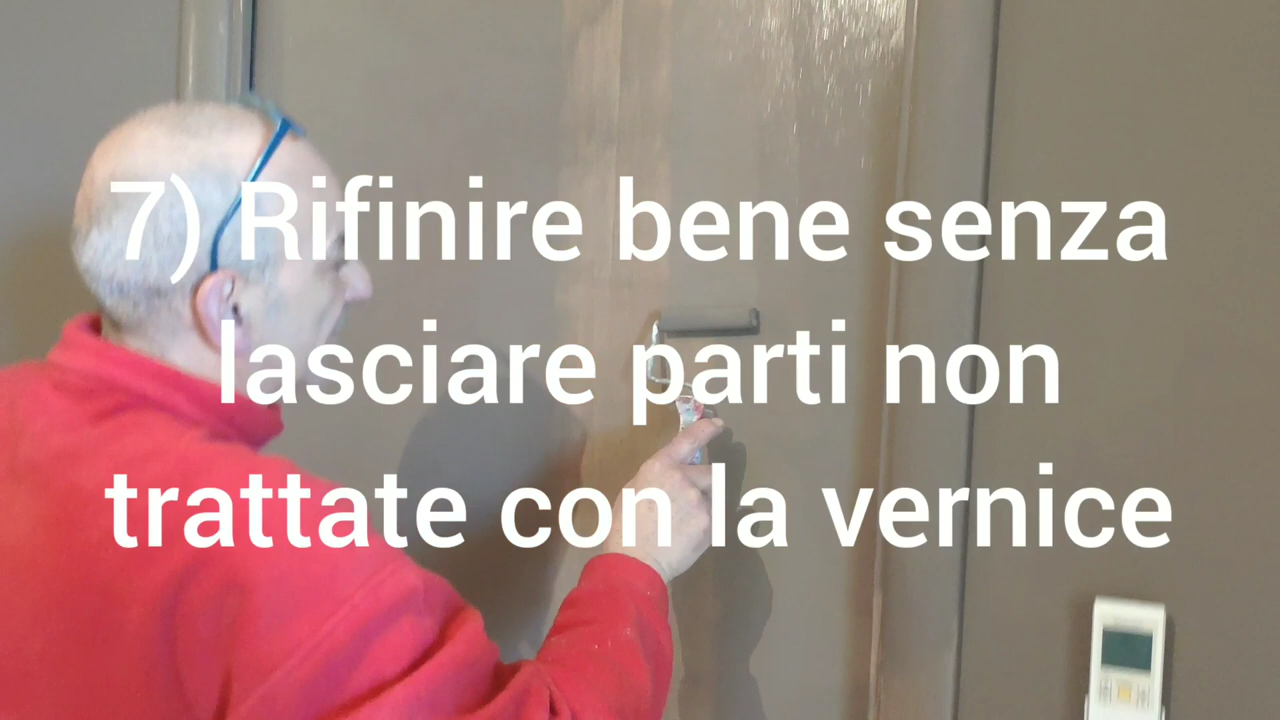 7) Rifinire bene senza
lasciare parti non
trattate con la vernice